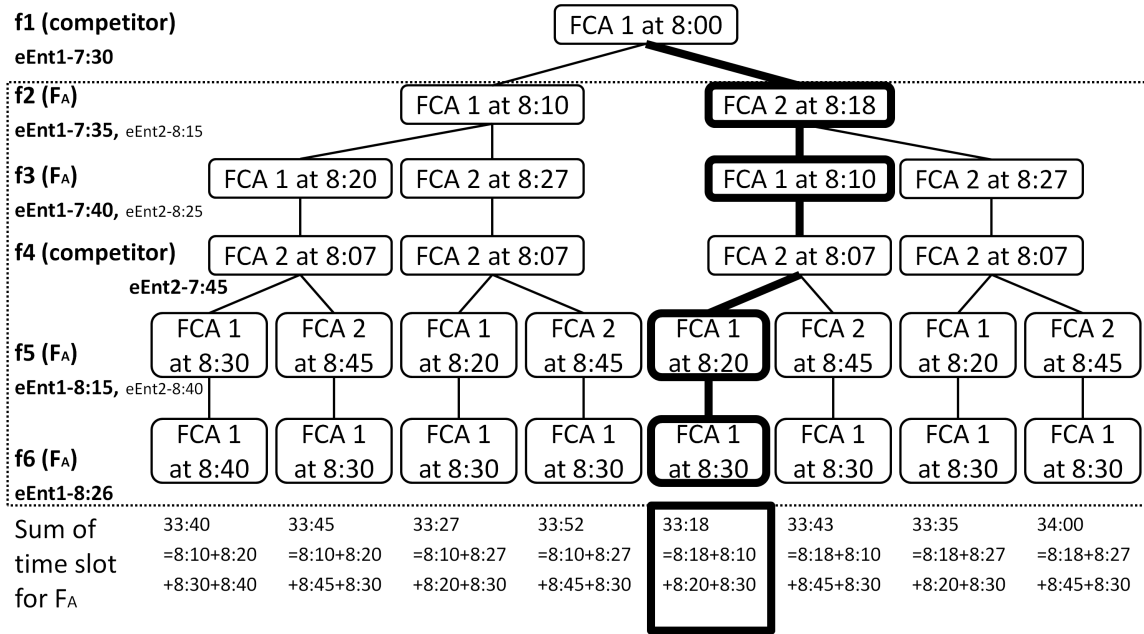 f1 (competitor)
eEnt1-7:30
FCA 1 at 8:00
f2 (FA)
eEnt1-7:35, eEnt2-8:15
FCA 1 at 8:10
FCA 2 at 8:18
f3 (FA)
eEnt1-7:40, eEnt2-8:25
FCA 1 at 8:20
FCA 2 at 8:27
FCA 1 at 8:10
FCA 2 at 8:27
f4 (competitor)
eEnt2-7:45
FCA 2 at 8:07
FCA 2 at 8:07
FCA 2 at 8:07
FCA 2 at 8:07
f5 (FA)
eEnt1-8:15, eEnt2-8:40
FCA 1
at 8:30
FCA 2
at 8:45
FCA 1
at 8:20
FCA 2
at 8:45
FCA 1
at 8:20
FCA 2
at 8:45
FCA 1
at 8:20
FCA 2
at 8:45
f6 (FA)
eEnt1-8:26
FCA 1
at 8:40
FCA 1
at 8:30
FCA 1
at 8:30
FCA 1
at 8:30
FCA 1
at 8:30
FCA 1
at 8:30
FCA 1
at 8:30
FCA 1
at 8:30
Sum of
time slot
for FA
33:40
=8:10+8:20
+8:30+8:40
33:45
=8:10+8:20
+8:45+8:30
33:27
=8:10+8:27
+8:20+8:30
33:52
=8:10+8:27
+8:45+8:30
33:18
=8:18+8:10
+8:20+8:30
33:43
=8:18+8:10
+8:45+8:30
33:35
=8:18+8:27
+8:20+8:30
34:00
=8:18+8:27
+8:45+8:30